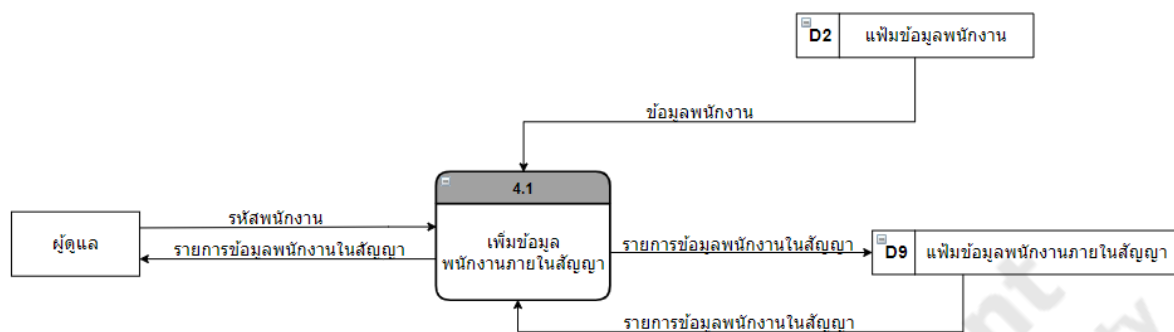 D2 แฟ้มข้อมูลพนักงาน
ข้อมูลพนักงาน
4.1
เพิ่มข้อมูล
พนักงานภายในสัญญา
ผู้ดูแล
รหัสพนักงาน
รายการข้อมูลพนักงานในสัญญา
รายการข้อมูลพนักงานในสัญญา
D9 แฟ้มข้อมูลพนักงานภายในสัญญา
รายการข้อมูลพนักงานในสัญญา